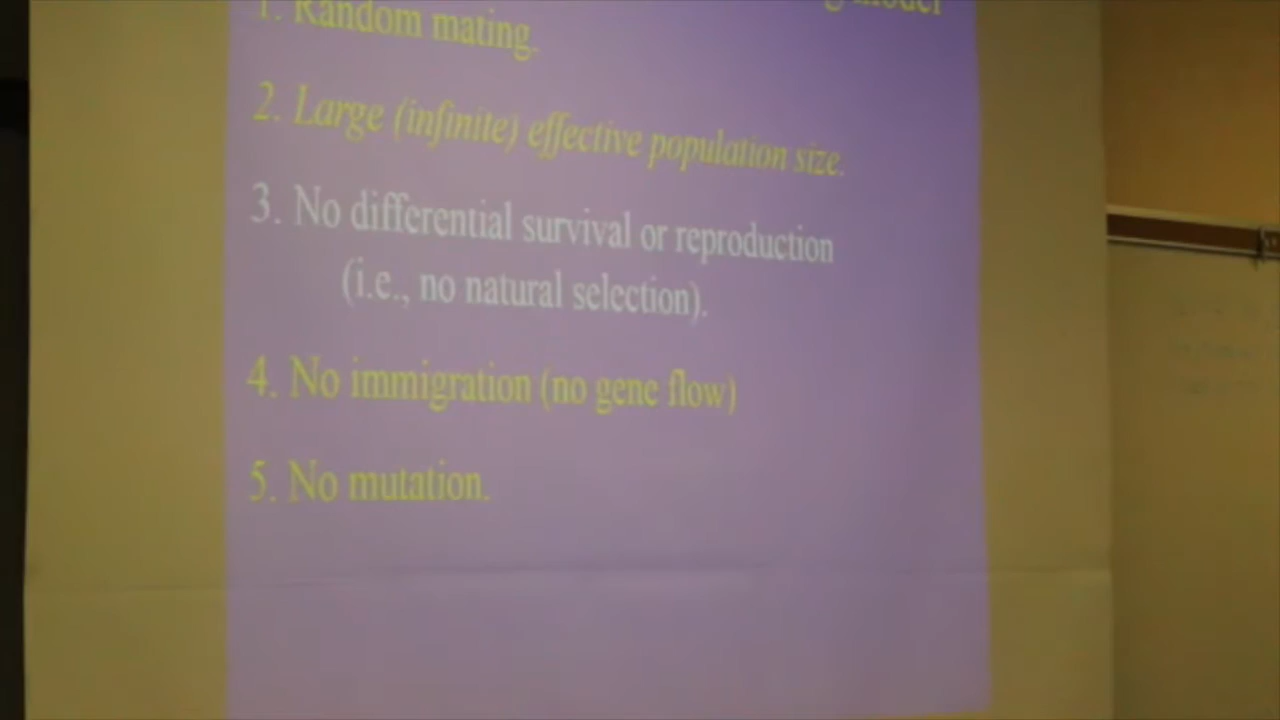 model
1. Random mating.
2. Large (infinite) effective population size.
3. No differential survival or reproduction
(i.e., no natural selection).
4. No immigration (no gene flow)
5. No mutation.